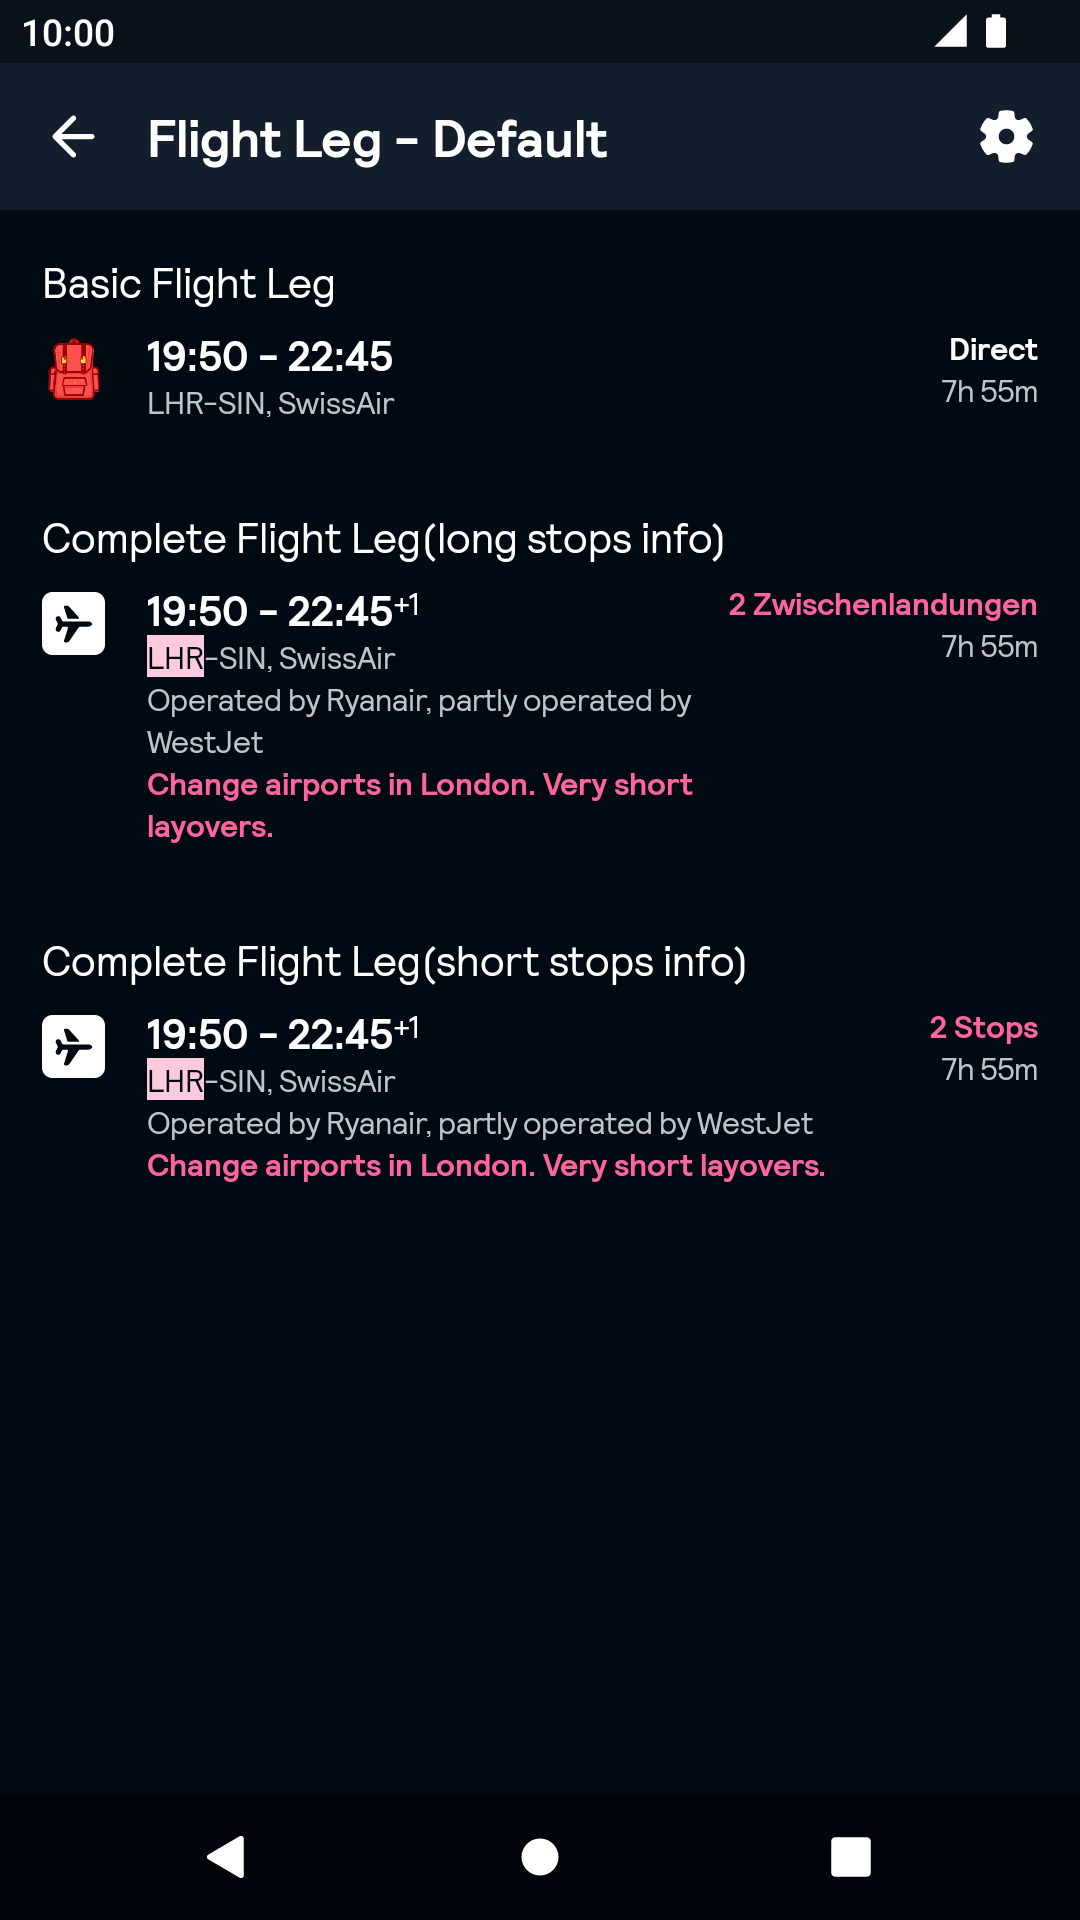 10:00
Flight Leg - Default
Basic Flight Leg
19:50 - 22:45
Direct
LHR-SIN, SwissAir
7h 55m
Complete Flight Leg(long stops info)
19:50 - 22:45+1
2 Zwischenlandungen
LHR-SIN, SwissAir
7h 55m
Operated by Ryanair, partly operated by
WestJet
Change airports in London. Very short
layovers.
Complete Flight Leg(short stops info)
19:50 - 22:45+1
2 Stops
LHR-SIN, SwissAir
7h 55m
Operated by Ryanair, partly operated by WestJet
Change airports in London. Very short layovers.